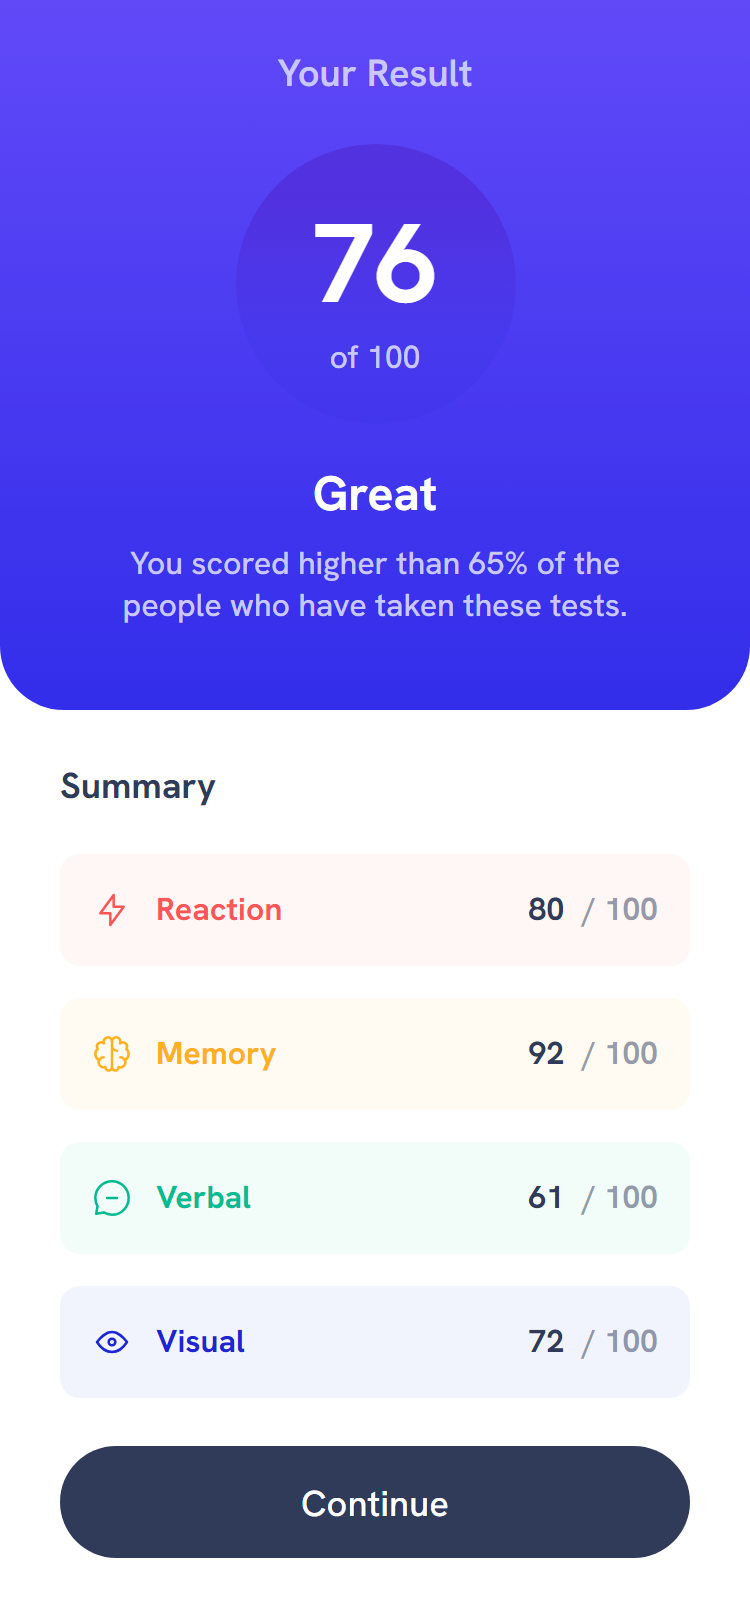 Your Result
76
of 100
Great
You scored higher than 65% of the
people who have taken these tests.
Summary
Reaction 80 / 100
Memory 92 / 100
Verbal 61 / 100
Visual 72 / 100
Continue